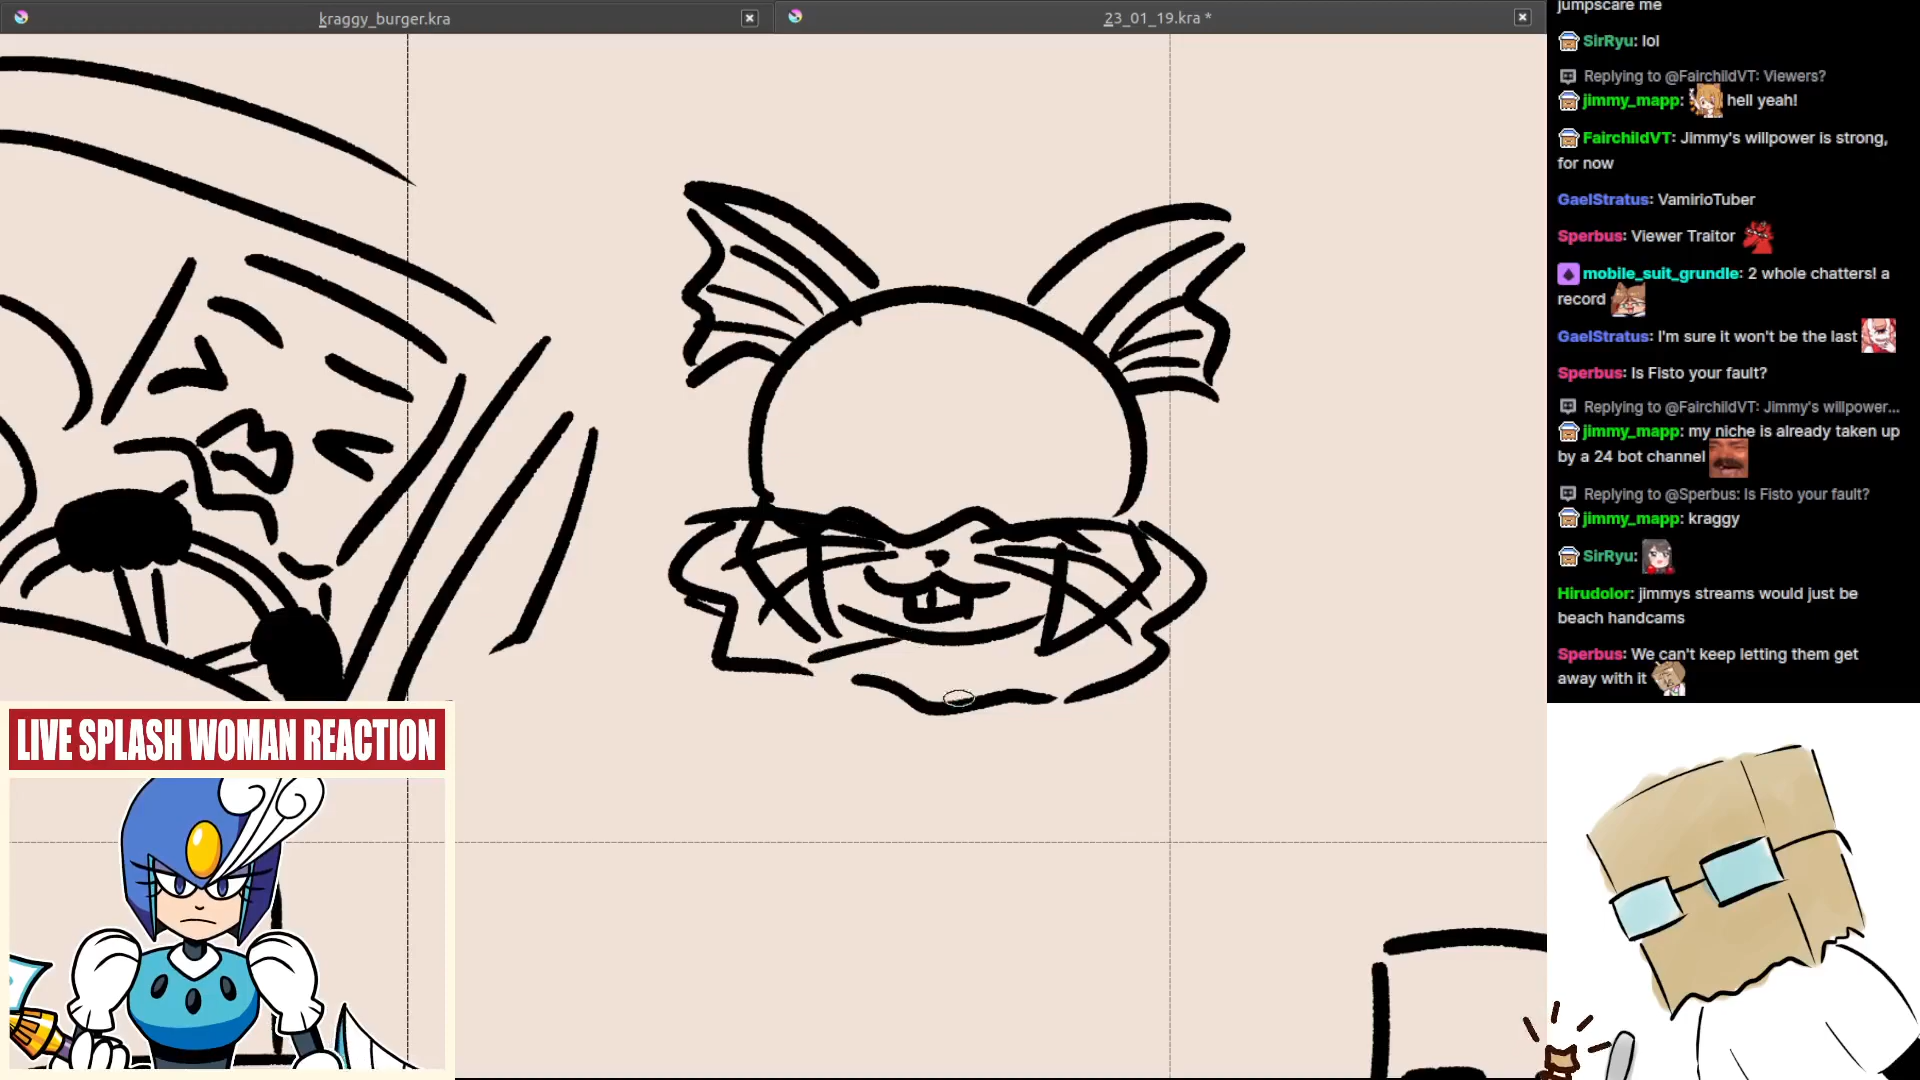 kraggy_burger.kra
23_01_19.kra *
jumpscare me
SirRyu: lol
Replying to @FairchildVT: Viewers?
jimmy_mapp: hell yeah!
FairchildVT: Jimmy's willpower is strong,
for now
GaelStratus: VamirioTuber
Sperbus: Viewer Traitor
mobile_suit_grundle: 2 whole chatters! a
record
GaelStratus: I'm sure it won't be the last
Sperbus: Is Fisto your fault?
Replying to @FairchildVT: Jimmy's willpower...
jimmy_mapp: my niche is already taken up
by a 24 bot channel
Replying to @Sperbus: Is Fisto your fault?
jimmy_mapp: kraggy
SirRyu:
Hirudolor: jimmys streams would just be
beach handcams
Sperbus: We can't keep letting them get
away with it
LIVE SPLASH WOMAN REACTION